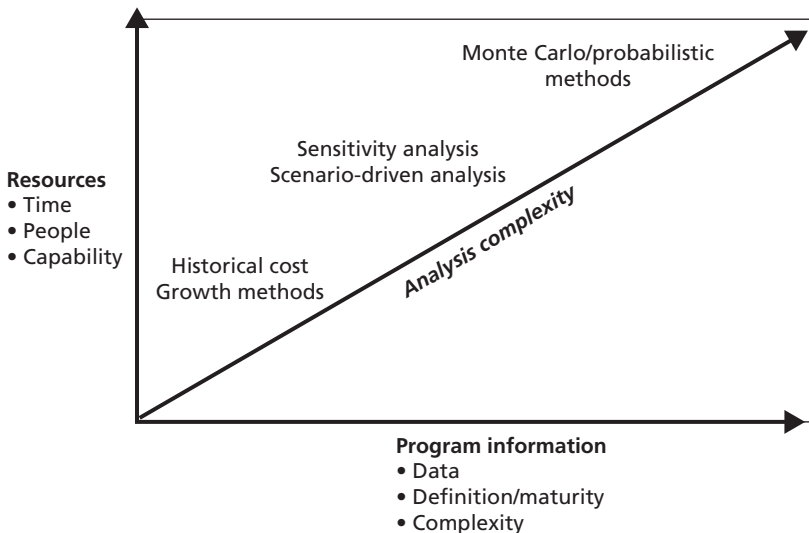 Monte Carlo/probabilistic
methods
Sensitivity analysis
Scenario-driven analysis
Resources
• Time
• People
• Capability
Analysis complexity
Historical cost
Growth methods
Program information
• Data
• Definition/maturity
• Complexity